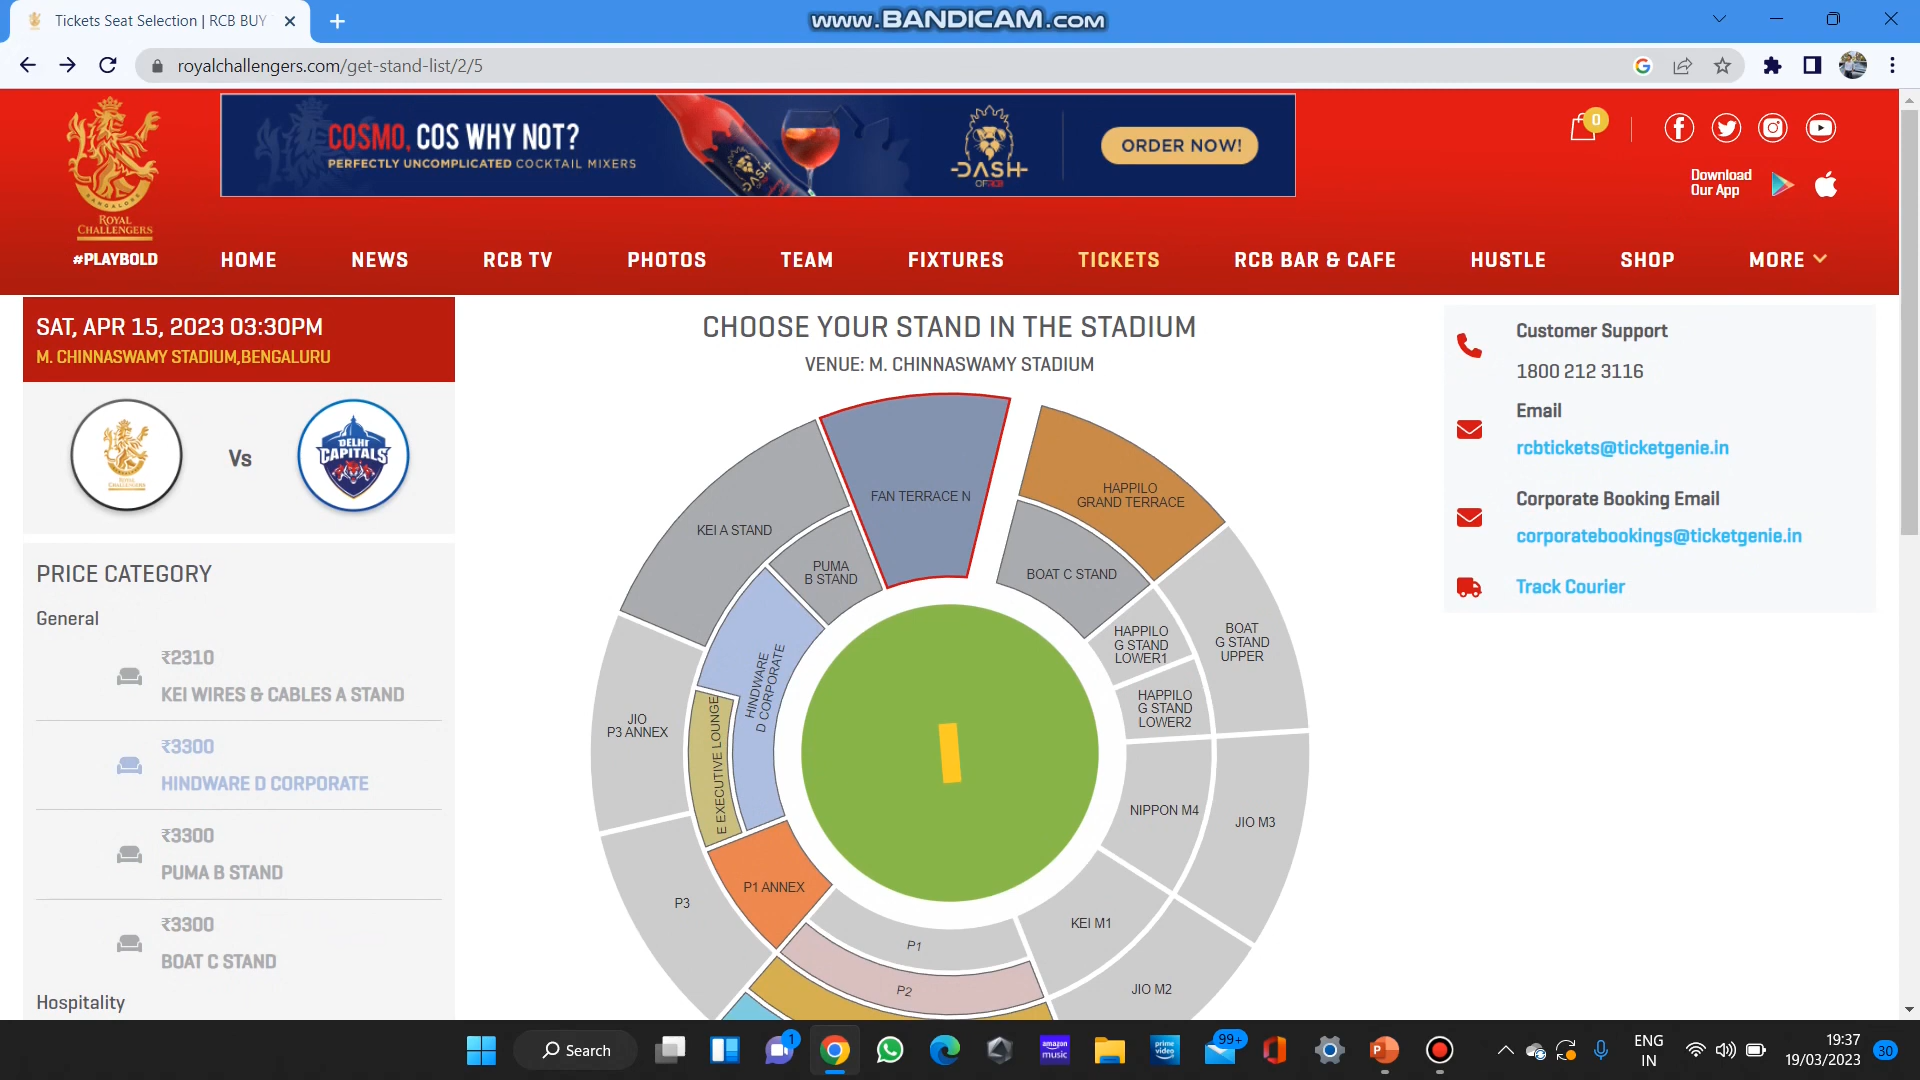 Tickets Seat Selection | RCB BUY
www.BANDICAM.com
royalchallengers.com/get-stand-list/2/5
ROYAL
CHALLENGERS
#PLAYBOLD
COSMO, COS WHY NOT?
PERFECTLY UNCOMPLICATED COCKTAIL MIXERS
DASH
OF RCB
ORDER NOW!
0
Download
Our App
HOME
NEWS
RCB TV
PHOTOS
TEAM
FIXTURES
TICKETS
RCB BAR & CAFE
HUSTLE
SHOP
MORE
SAT, APR 15, 2023 03:30PM
M. CHINNASWAMY STADIUM,BENGALURU
Vs
DELHI
CAPITALS
PRICE CATEGORY
General
₹2310
KEI WIRES & CABLES A STAND
₹3300
HINDWARE D CORPORATE
₹3300
PUMA B STAND
₹3300
BOAT C STAND
Hospitality
CHOOSE YOUR STAND IN THE STADIUM
VENUE: M. CHINNASWAMY STADIUM
FAN TERRACE N
HAPPILO
GRAND TERRACE
KEI A STAND
PUMA
B STAND
BOAT C STAND
HAPPILO
G STAND
LOWER1
BOAT
G STAND
UPPER
HINDWARE
D CORPORATE
HAPPILO
G STAND
LOWER2
JIO
P3 ANNEX
E EXECUTIVE LOUNGE
NIPPON M4
JIO M3
P1 ANNEX
P3
KEI M1
P1
P2
JIO M2
Customer Support
1800 212 3116
Email
rcbtickets@ticketgenie.in
Corporate Booking Email
corporatebookings@ticketgenie.in
Track Courier
Search
1
amazon
music
prime
video
99+
ENG
IN
19:37
19/03/2023
30